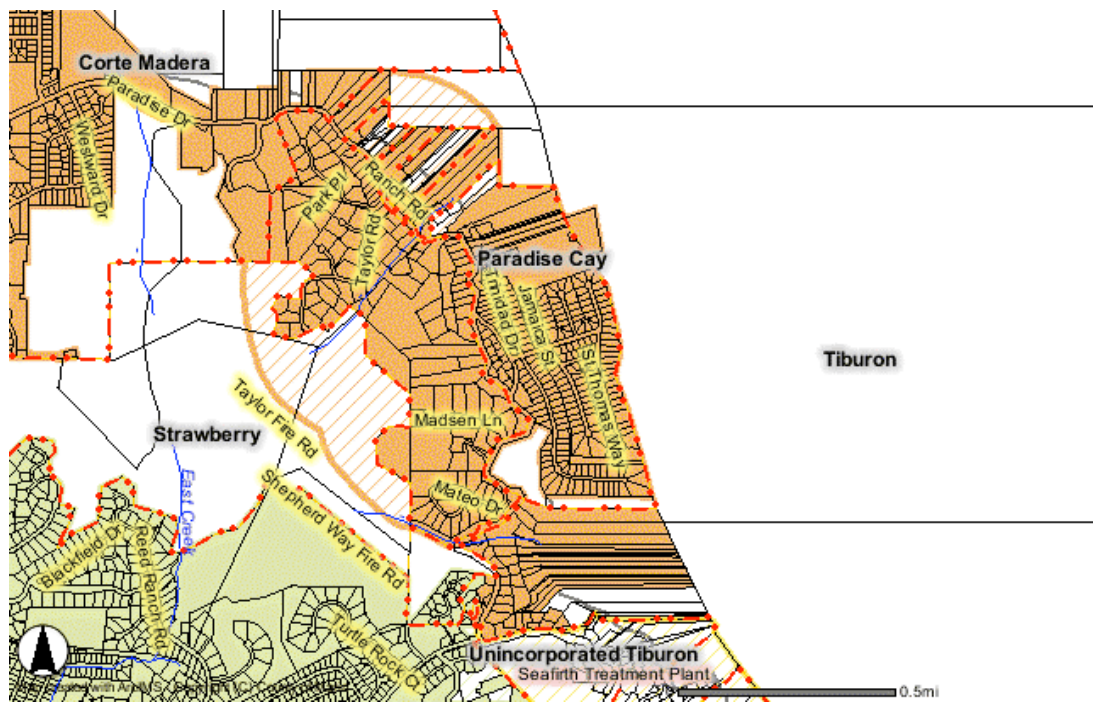 Corte Madera
Paradise Dr
Westward Dr
Park Pl
Ranch Rd
Taylor Rd
Paradise Cay
Trinidad Dr
Jamaica St
St Thomas Way
Tiburon
Taylor Fire Rd
Madsen Ln
Strawberry
Mateo Dr
East Creek
Shepherd Way Fire Rd
Blackfield Dr
Reed Ranch Rd
Turtle Rock Ct
Unincorporated Tiburon
Seafirth Treatment Plant
0.5mi